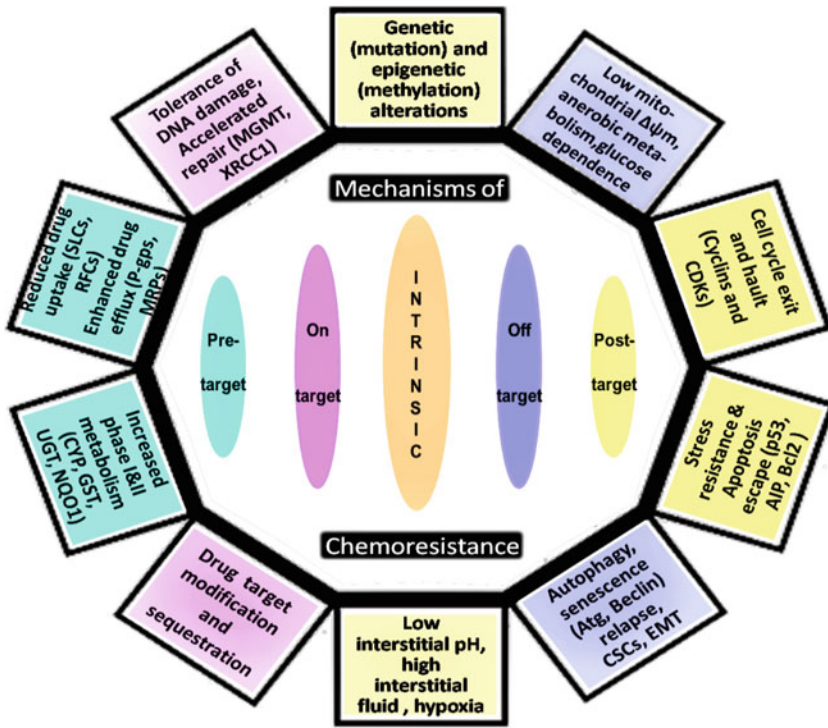 Genetic
(mutation) and
epigenetic
(methylation)
alterations
Low mito-
chondrial Δψm,
anerobic meta-
bolism,glucose
dependence
Cell cycle exit
and hault
(Cyclins and
CDKs)
Stress
resistance &
Apoptosis
escape (p53,
AIP, Bcl2 )
Autophagy,
senescence
(Atg, Beclin)
relapse,
CSCs, EMT
Low
interstitial pH,
high
interstitial
fluid , hypoxia
Drug target
modification
and
sequestration
Increased
phase I&II
metabolism
(CYP, GST,
UGT, NQO1)
Reduced drug
uptake (SLCs,
RFCs)
Enhanced drug
efflux (P-gps,
MRPs)
Tolerance of
DNA damage,
Accelerated
repair (MGMT,
XRCC1)
Mechanisms of
Pre-
target
On
target
INTRINSIC
Off
target
Post-
target
Chemoresistance